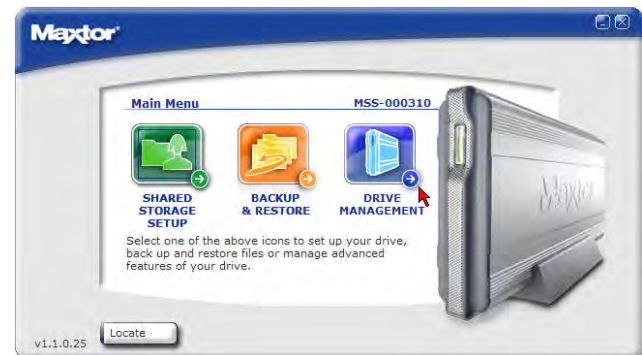 Maxtor
Main Menu MSS-000310
SHARED STORAGE SETUP
BACKUP & RESTORE
DRIVE MANAGEMENT
Select one of the above icons to set up your drive,
back up and restore files or manage advanced
features of your drive.
Maxtor
Locate
v1.1.0.25